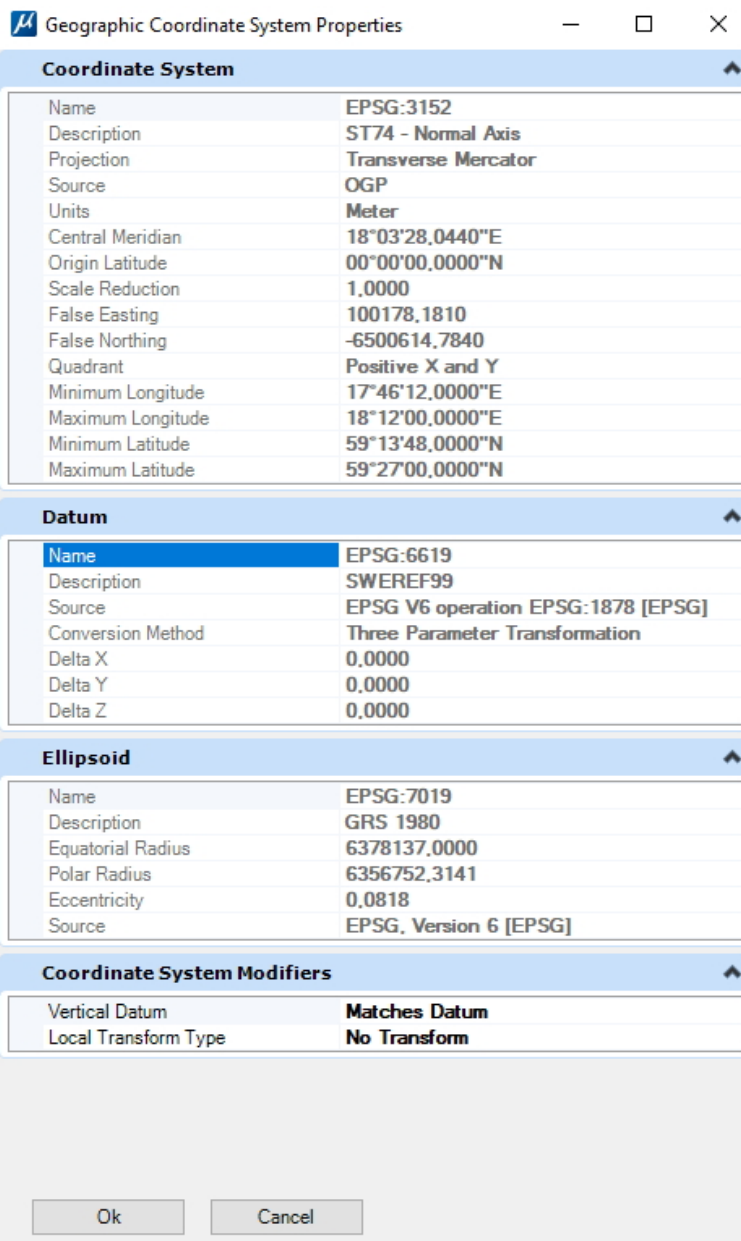 Geographic Coordinate System Properties
Coordinate System
Name EPSG:3152
Description ST74 - Normal Axis
Projection Transverse Mercator
Source OGP
Units Meter
Central Meridian 18°03'28,0440"E
Origin Latitude 00°00'00,0000"N
Scale Reduction 1,0000
False Easting 100178,1810
False Northing -6500614,7840
Quadrant Positive X and Y
Minimum Longitude 17°46'12,0000"E
Maximum Longitude 18°12'00,0000"E
Minimum Latitude 59°13'48,0000"N
Maximum Latitude 59°27'00,0000"N
Datum
Name EPSG:6619
Description SWEREF99
Source EPSG V6 operation EPSG:1878 [EPSG]
Conversion Method Three Parameter Transformation
Delta X 0,0000
Delta Y 0,0000
Delta Z 0,0000
Ellipsoid
Name EPSG:7019
Description GRS 1980
Equatorial Radius 6378137,0000
Polar Radius 6356752,3141
Eccentricity 0,0818
Source EPSG, Version 6 [EPSG]
Coordinate System Modifiers
Vertical Datum Matches Datum
Local Transform Type No Transform
Ok Cancel